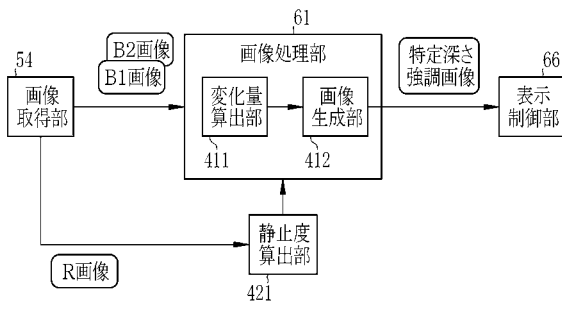 61
B2画像
B1画像
画像処理部
特定深さ
強調画像
54
画像
取得部
変化量
算出部
画像
生成部
66
表示
制御部
411
412
静止度
算出部
R画像
421